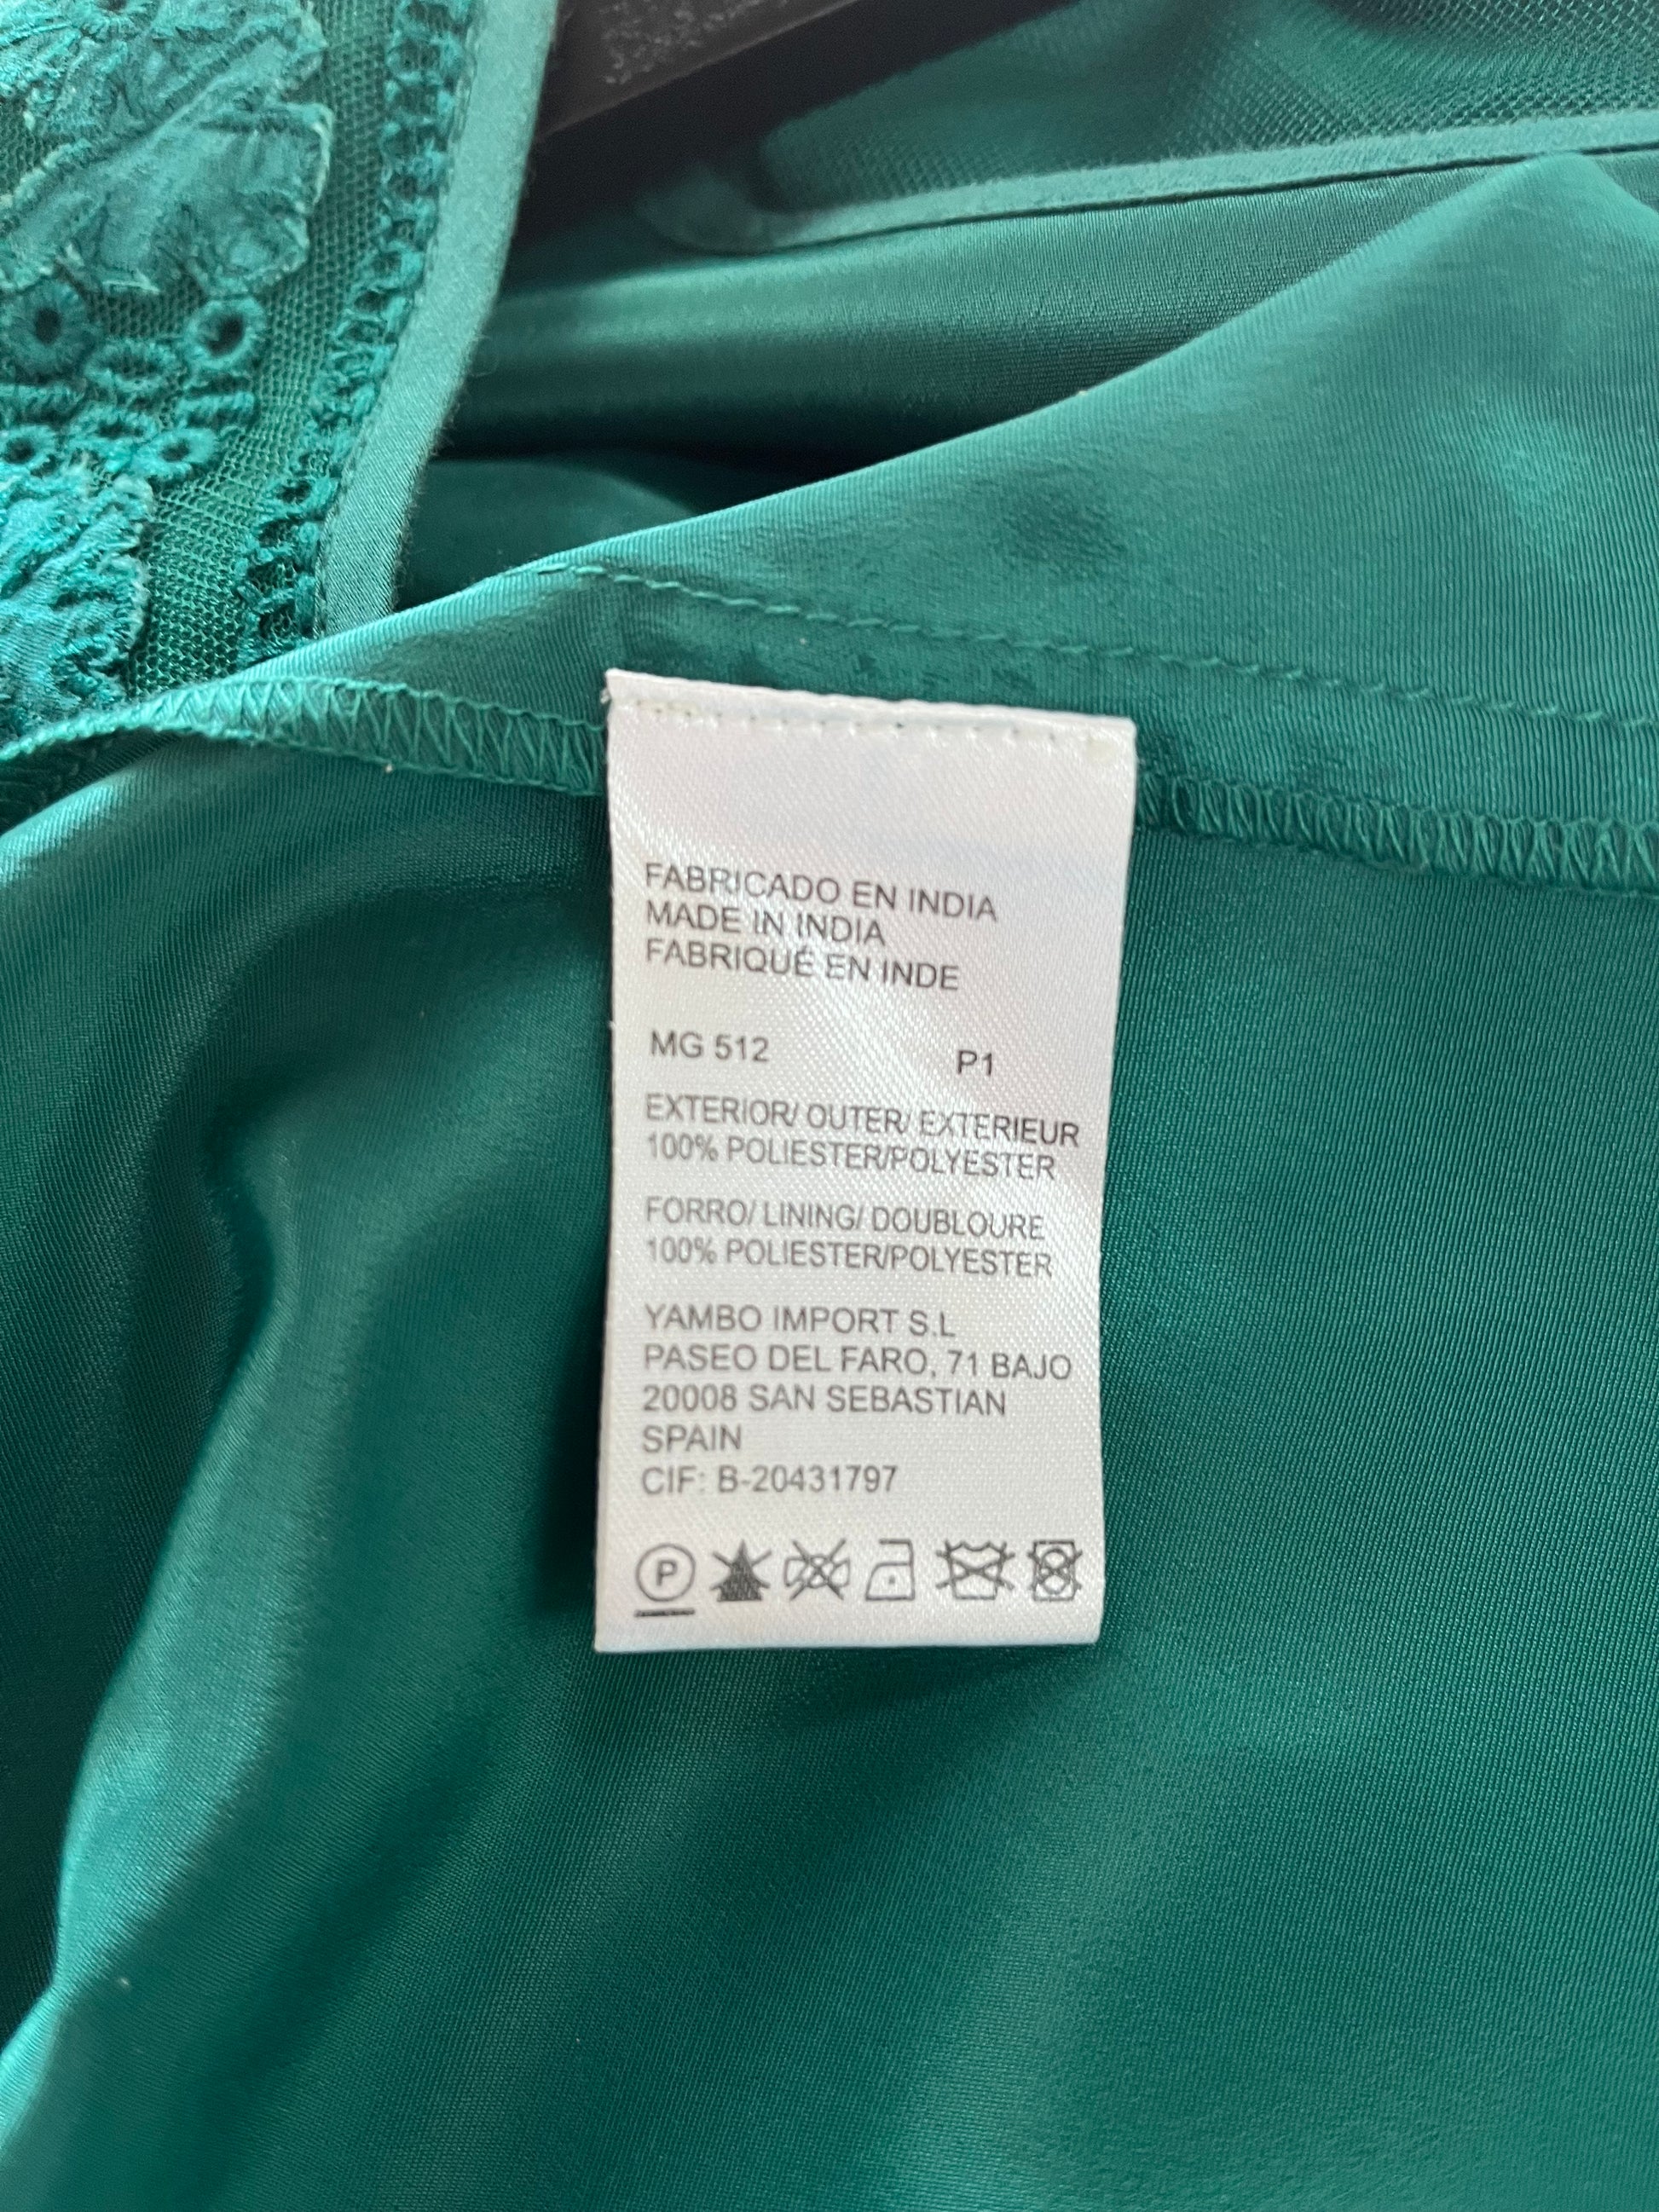 FABRICADO EN INDIA
MADE IN INDIA
FABRIQUÉ EN INDE
MG 512 P1
EXTERIOR/ OUTER/ EXTERIEUR
100% POLIESTER/POLYESTER
FORRO/ LINING/ DOUBLOURE
100% POLIESTER/POLYESTER
YAMBO IMPORT S.L
PASEO DEL FARO, 71 BAJO
20008 SAN SEBASTIAN
SPAIN
CIF: B-20431797
P